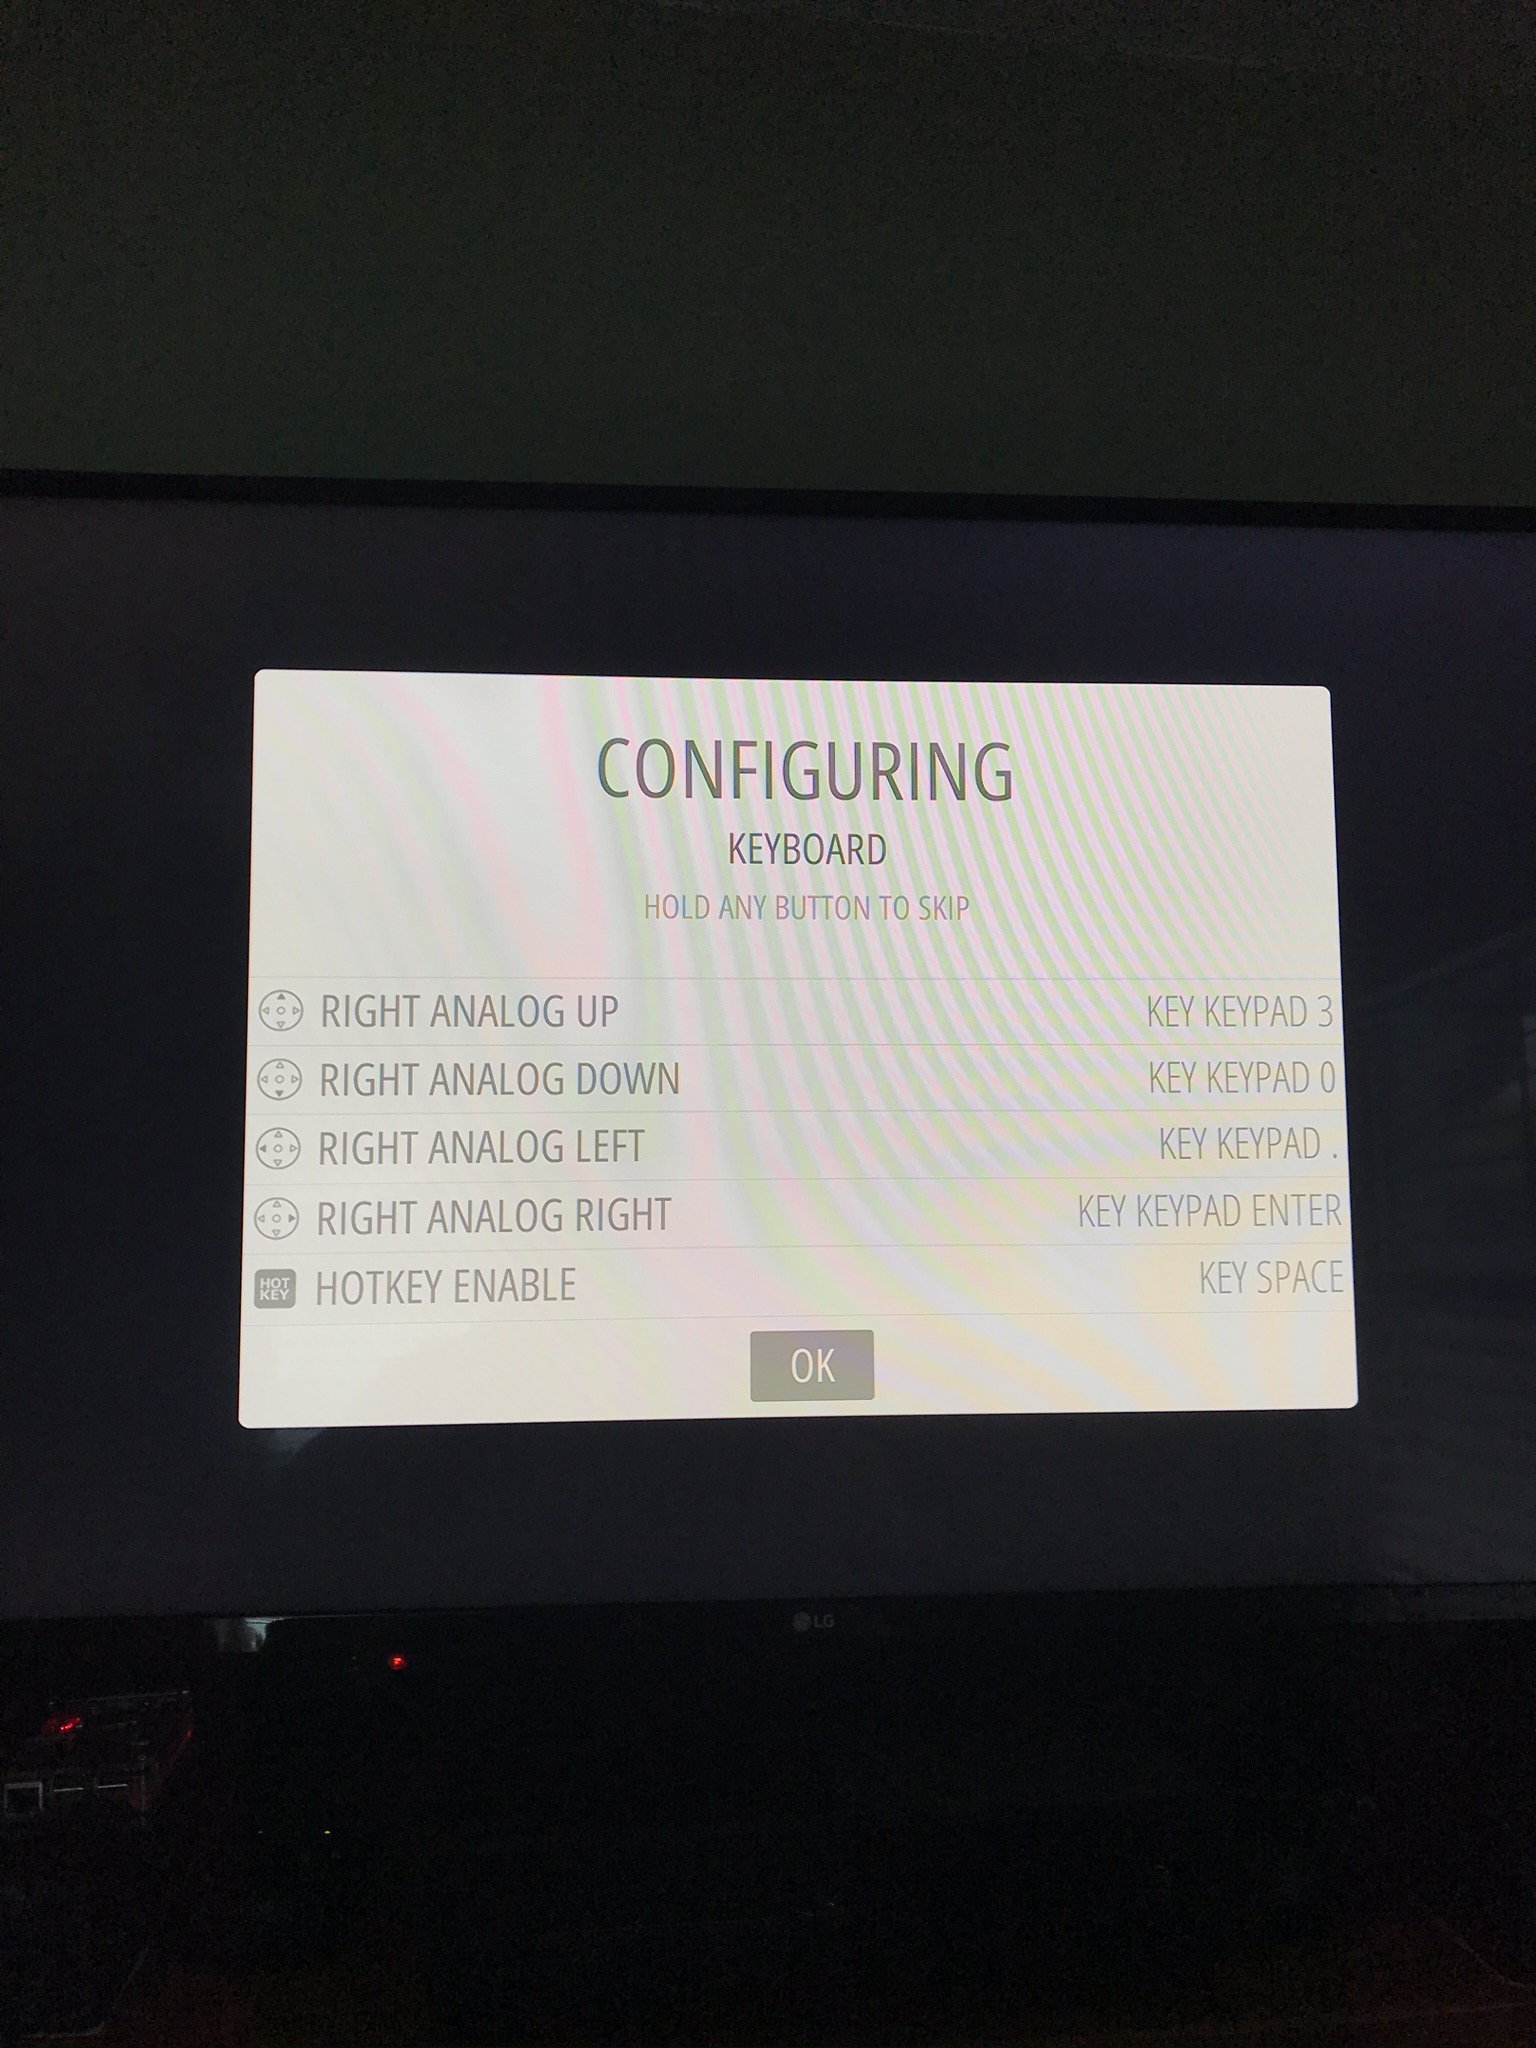 CONFIGURING
KEYBOARD
HOLD ANY BUTTON TO SKIP
RIGHT ANALOG UP KEY KEYPAD 3
RIGHT ANALOG DOWN KEY KEYPAD 0
RIGHT ANALOG LEFT KEY KEYPAD .
RIGHT ANALOG RIGHT KEY KEYPAD ENTER
HOT KEY HOTKEY ENABLE KEY SPACE
OK
LG